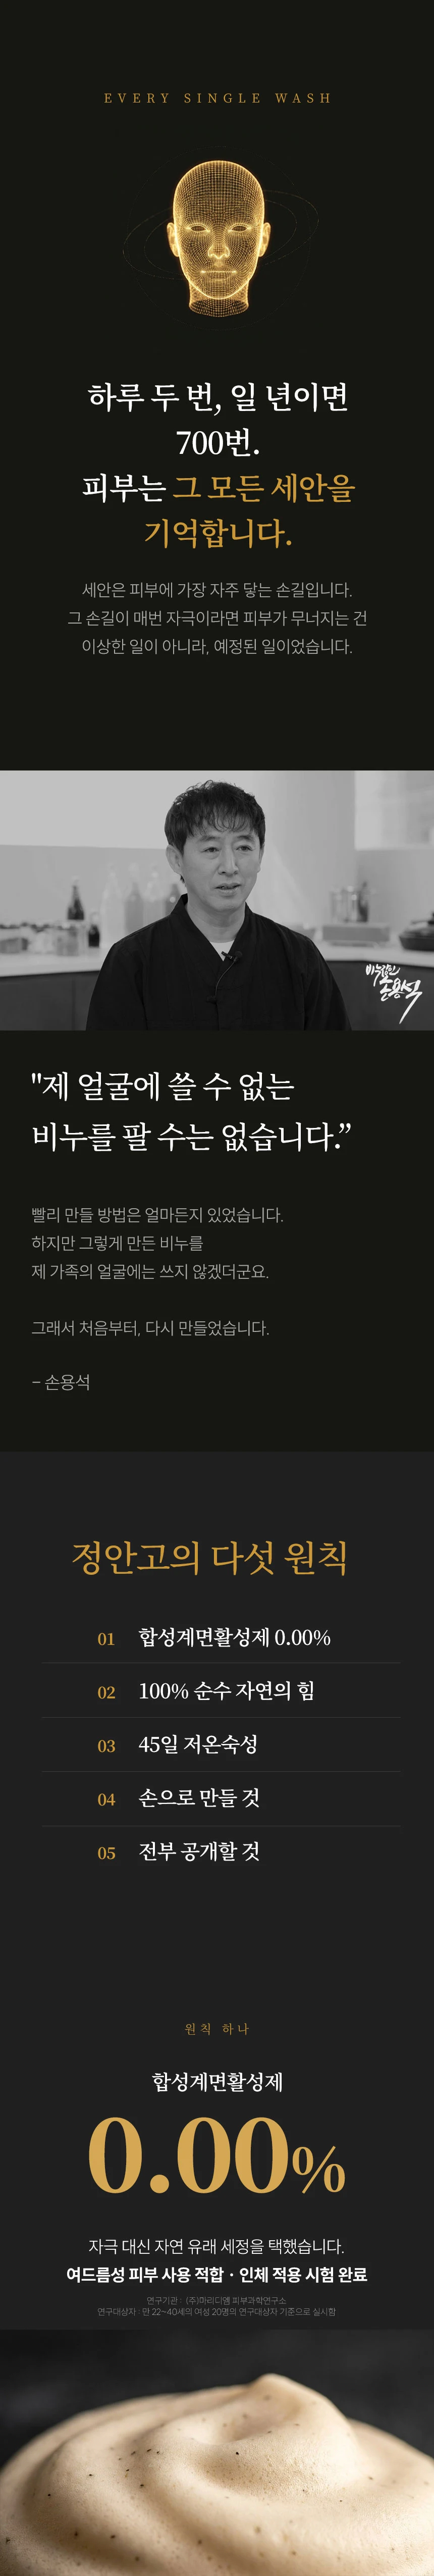 EVERY SINGLE WASH
하루 두 번, 일 년이면
700번.
피부는 그 모든 세안을
기억합니다.
세안은 피부에 가장 자주 닿는 손길입니다.
그 손길이 매번 자극이라면 피부가 무너지는 건
이상한 일이 아니라, 예정된 일이었습니다.
비누장인
손용석
"제 얼굴에 쓸 수 없는
비누를 팔 수는 없습니다.”
빨리 만들 방법은 얼마든지 있었습니다.
하지만 그렇게 만든 비누를
제 가족의 얼굴에는 쓰지 않겠더군요.
그래서 처음부터, 다시 만들었습니다.
– 손용석
정안고의 다섯 원칙
01 합성계면활성제 0.00%
02 100% 순수 자연의 힘
03 45일 저온숙성
04 손으로 만들 것
05 전부 공개할 것
원칙 하나
합성계면활성제
0.00%
자극 대신 자연 유래 세정을 택했습니다.
여드름성 피부 사용 적합 · 인체 적용 시험 완료
연구기관 : (주)마리디엠 피부과학연구소
연구대상자 : 만 22~40세의 여성 20명의 연구대상자 기준으로 실시함